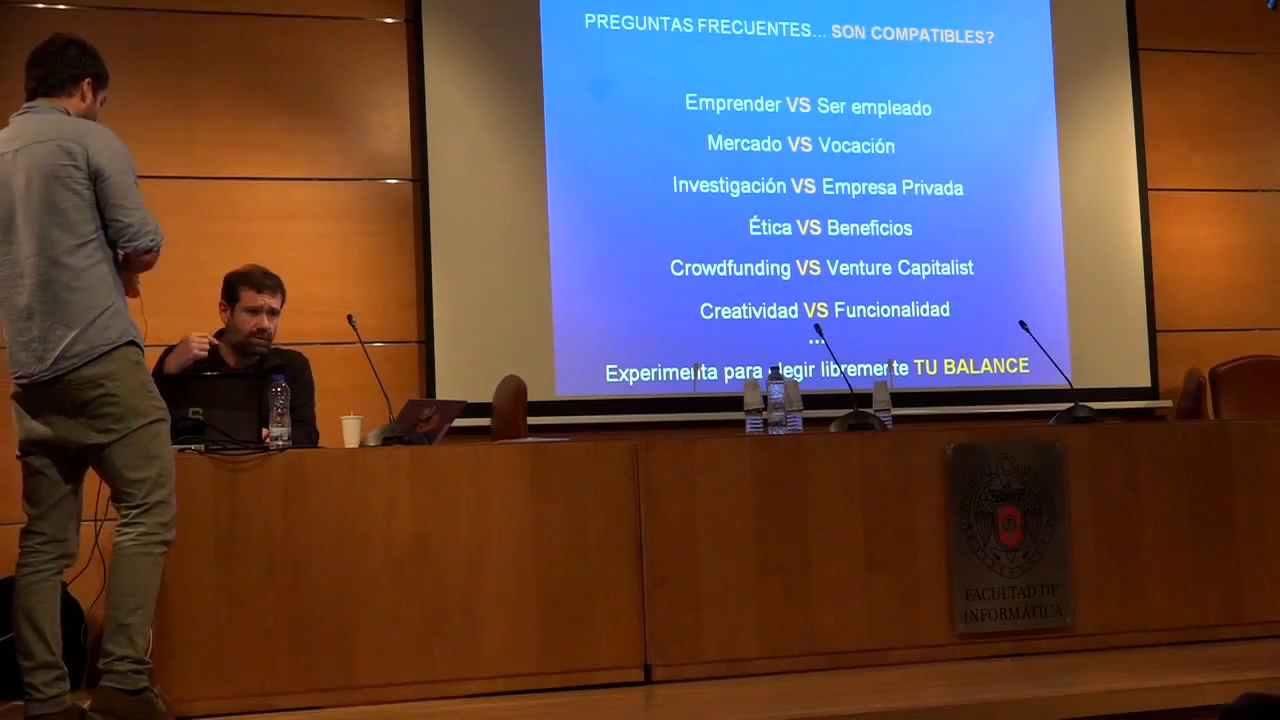 PREGUNTAS FRECUENTES... SON COMPATIBLES?
Emprender VS Ser empleado
Mercado VS Vocación
Investigación VS Empresa Privada
Ética VS Beneficios
Crowdfunding VS Venture Capitalist
Creatividad VS Funcionalidad
...
Experimenta para elegir libremente TU BALANCE
FACULTAD DE
INFORMÁTICA